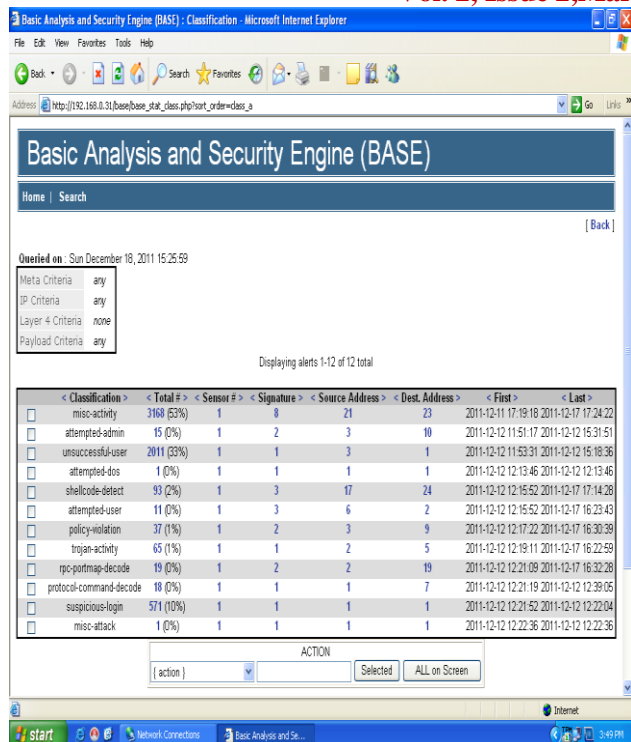 Basic Analysis and Security Engine (BASE) : Classification - Microsoft Internet Explorer
File Edit View Favorites Tools Help
Back Search Favorites
Address http://192.168.0.31/base/base_stat_class.php?sort_order=class_a Go Links »
Basic Analysis and Security Engine (BASE)
Home | Search
[ Back ]
Queried on : Sun December 18, 2011 15:25:59
Meta Criteria any
IP Criteria any
Layer 4 Criteria none
Payload Criteria any
Displaying alerts 1-12 of 12 total
< Classification > < Total # > < Sensor # > < Signature > < Source Address > < Dest. Address > < First > < Last >
misc-activity 3168 (53%) 1 8 21 23 2011-12-11 17:19:18 2011-12-17 17:24:22
attempted-admin 15 (0%) 1 2 3 10 2011-12-12 11:51:17 2011-12-12 15:31:51
unsuccessful-user 2011 (33%) 1 1 3 1 2011-12-12 11:53:31 2011-12-12 15:18:36
attempted-dos 1 (0%) 1 1 1 1 2011-12-12 12:13:46 2011-12-12 12:13:46
shellcode-detect 93 (2%) 1 3 17 24 2011-12-12 12:15:52 2011-12-17 17:14:28
attempted-user 11 (0%) 1 3 6 2 2011-12-12 12:15:52 2011-12-17 16:23:43
policy-violation 37 (1%) 1 2 3 9 2011-12-12 12:17:22 2011-12-17 16:30:39
trojan-activity 65 (1%) 1 1 2 5 2011-12-12 12:19:11 2011-12-17 16:22:59
rpc-portmap-decode 19 (0%) 1 2 2 19 2011-12-12 12:21:09 2011-12-17 16:32:28
protocol-command-decode 18 (0%) 1 1 1 7 2011-12-12 12:21:19 2011-12-12 12:39:05
suspicious-login 571 (10%) 1 1 1 1 2011-12-12 12:21:52 2011-12-12 12:22:04
misc-attack 1 (0%) 1 1 1 1 2011-12-12 12:22:36 2011-12-12 12:22:36
ACTION
{ action } Selected ALL on Screen
Internet
start Network Connections Basic Analysis and Se... 3:49 PM